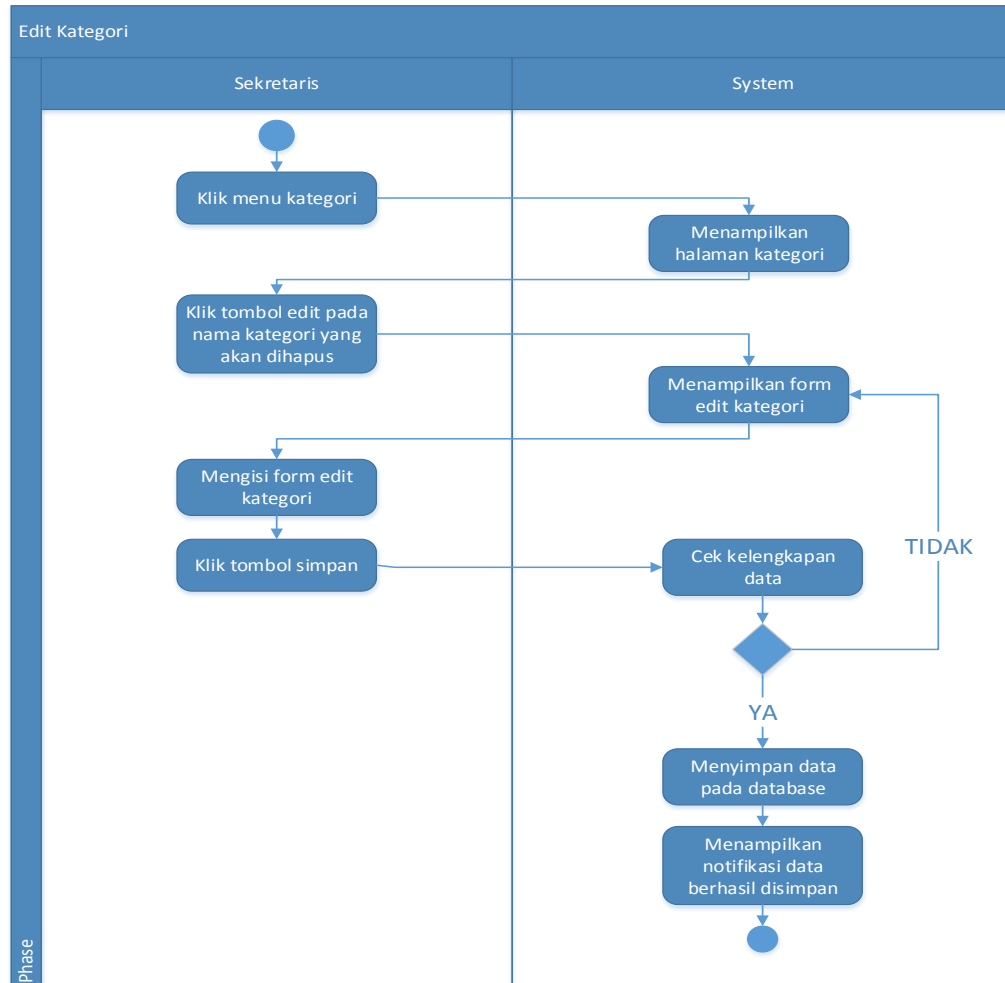 Edit Kategori
Sekretaris
System
Klik menu kategori
Menampilkan
halaman kategori
Klik tombol edit pada
nama kategori yang
akan dihapus
Menampilkan form
edit kategori
Mengisi form edit
kategori
Klik tombol simpan
Cek kelengkapan
data
TIDAK
YA
Menyimpan data
pada database
Menampilkan
notifikasi data
berhasil disimpan
Phase